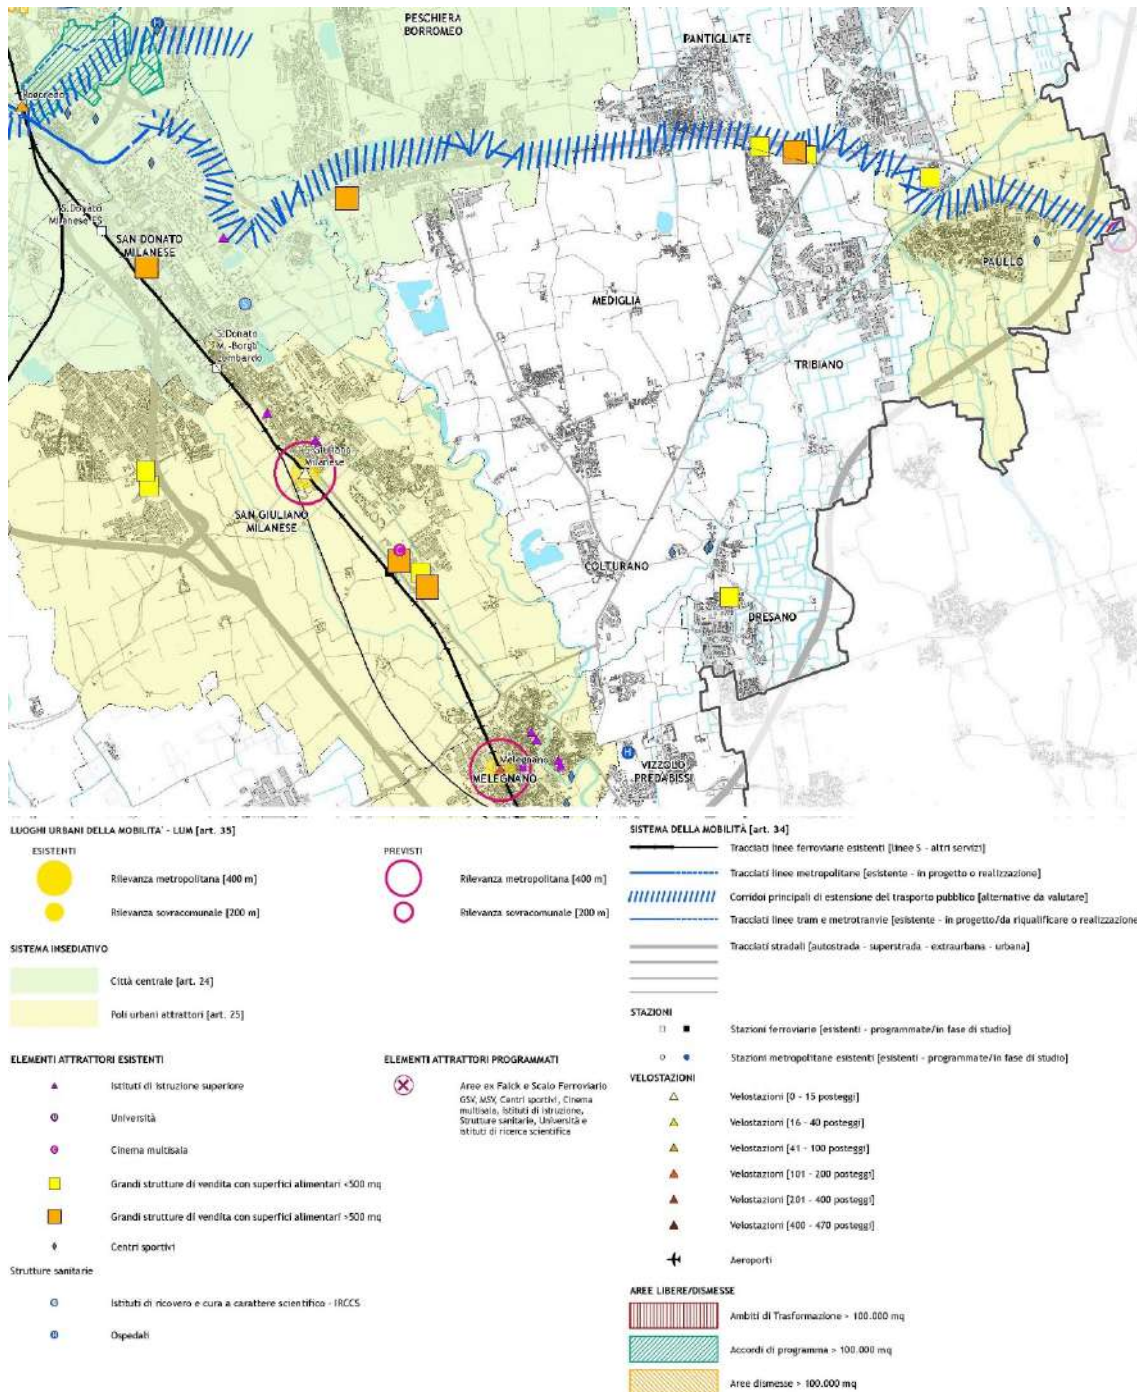 PESCHIERA
BORROMEO
PANTIGLIATE
Rogoredo
S.Donato
Milanese FS
SAN DONATO
MILANESE
PAULLO
MEDIGLIA
S.Donato
M. -Borgo
Lombardo
TRIBIANO
S. Giuliano
Milanese
SAN GIULIANO
MILANESE
COLTURANO
DRESANO
Melegnano
MELEGNANO
VIZZOLO
PREDABISSI
LUOGHI URBANI DELLA MOBILITA' - LUM [art. 35]
ESISTENTI
Rilevanza metropolitana [400 m]
Rilevanza sovracomunale [200 m]
PREVISTI
Rilevanza metropolitana [400 m]
Rilevanza sovracomunale [200 m]
SISTEMA INSEDIATIVO
Città centrale [art. 24]
Poli urbani attrattori [art. 25]
ELEMENTI ATTRATTORI ESISTENTI
Istituti di istruzione superiore
Università
Cinema multisala
Grandi strutture di vendita con superfici alimentari <500 mq
Grandi strutture di vendita con superfici alimentari >500 mq
Centri sportivi
Strutture sanitarie
Istituti di ricovero e cura a carattere scientifico - IRCCS
Ospedali
ELEMENTI ATTRATTORI PROGRAMMATI
Aree ex Falck e Scalo Ferroviario
GSV, MSV, Centri sportivi, Cinema
multisala, Istituti di istruzione,
Strutture sanitarie, Università e
istituti di ricerca scientifica
SISTEMA DELLA MOBILITÀ [art. 34]
Tracciati linee ferroviarie esistenti [linee S - altri servizi]
Tracciati linee metropolitane [esistente - in progetto o realizzazione]
Corridoi principali di estensione del trasporto pubblico [alternative da valutare]
Tracciati linee tram e metrotranvie [esistente - in progetto/da riqualificare o realizzazione
Tracciati stradali [autostrada - superstrada - extraurbana - urbana]
STAZIONI
Stazioni ferroviarie [esistenti - programmate/in fase di studio]
Stazioni metropolitane esistenti [esistenti - programmate/in fase di studio]
VELOSTAZIONI
Velostazioni [0 - 15 posteggi]
Velostazioni [16 - 40 posteggi]
Velostazioni [41 - 100 posteggi]
Velostazioni [101 - 200 posteggi]
Velostazioni [201 - 400 posteggi]
Velostazioni [400 - 470 posteggi]
Aeroporti
AREE LIBERE/DISMESSE
Ambiti di Trasformazione > 100.000 mq
Accordi di programma > 100.000 mq
Aree dismesse > 100.000 mq